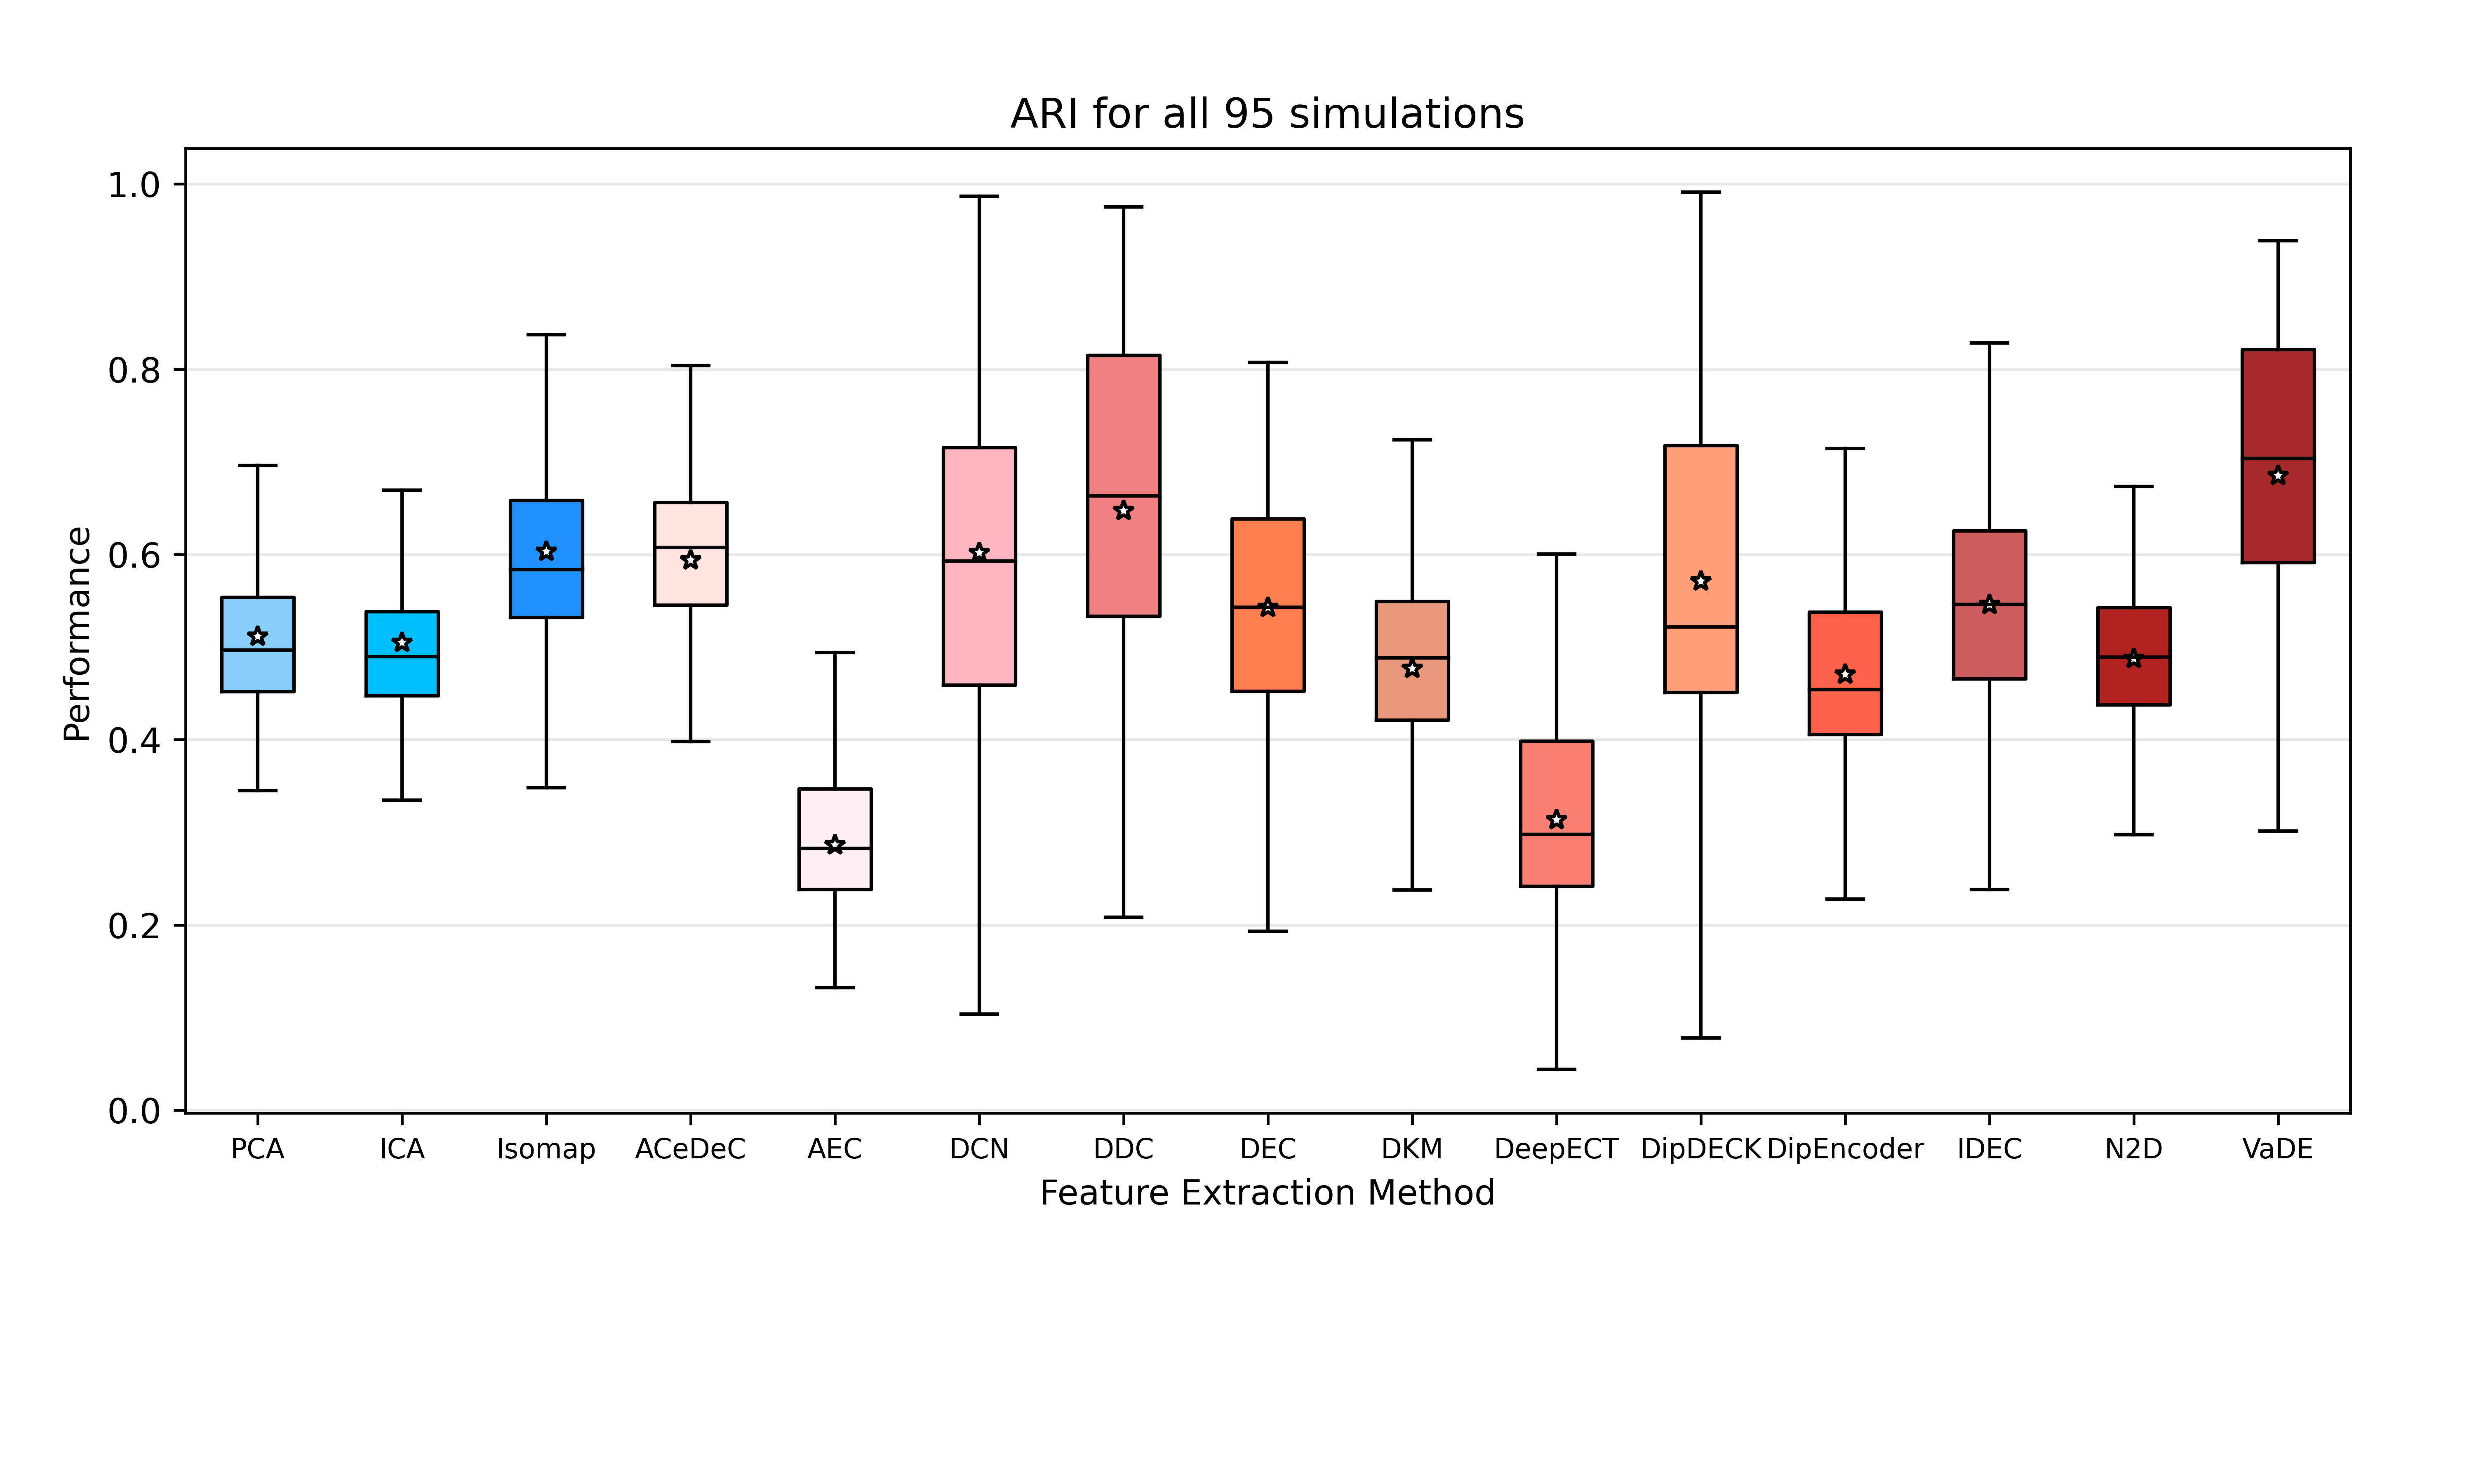 ARI for all 95 simulations
Performance
1.0
0.8
0.6
0.4
0.2
0.0
PCA ICA Isomap ACeDeC AEC DCN DDC DEC DKM DeepECT DipDECK DipEncoder IDEC N2D VaDE
Feature Extraction Method